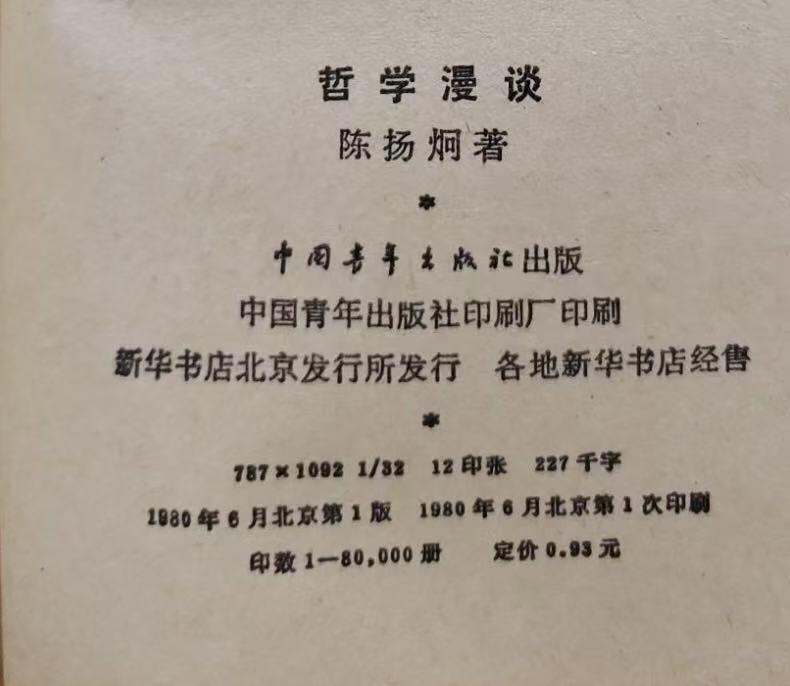 哲学漫谈
陈扬炯著
*
中国青年出版社出版
中国青年出版社印刷厂印刷
新华书店北京发行所发行 各地新华书店经售
*
787×1092 1/32 12印张 227千字
1980年6月北京第1版 1980年6月北京第1次印刷
印数1—80,000册 定价0.93元